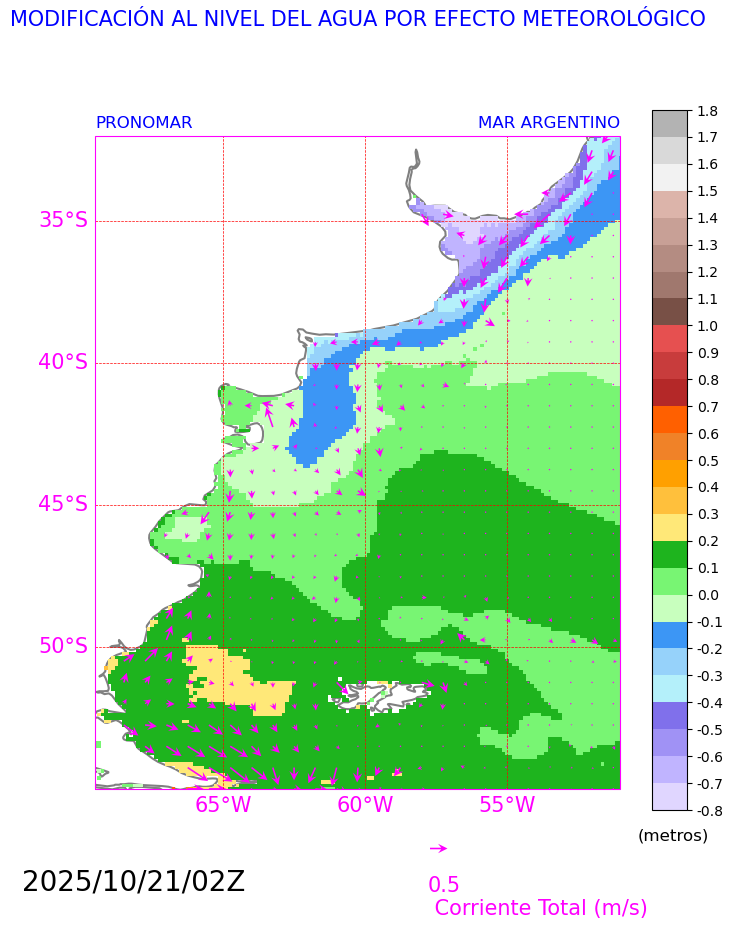 MODIFICACIÓN AL NIVEL DEL AGUA POR EFECTO METEOROLÓGICO
PRONOMAR MAR ARGENTINO
35°S
40°S
45°S
50°S
65°W 60°W 55°W
1.8
1.7
1.6
1.5
1.4
1.3
1.2
1.1
1.0
0.9
0.8
0.7
0.6
0.5
0.4
0.3
0.2
0.1
0.0
-0.1
-0.2
-0.3
-0.4
-0.5
-0.6
-0.7
-0.8
(metros)
2025/10/21/02Z
0.5
Corriente Total (m/s)